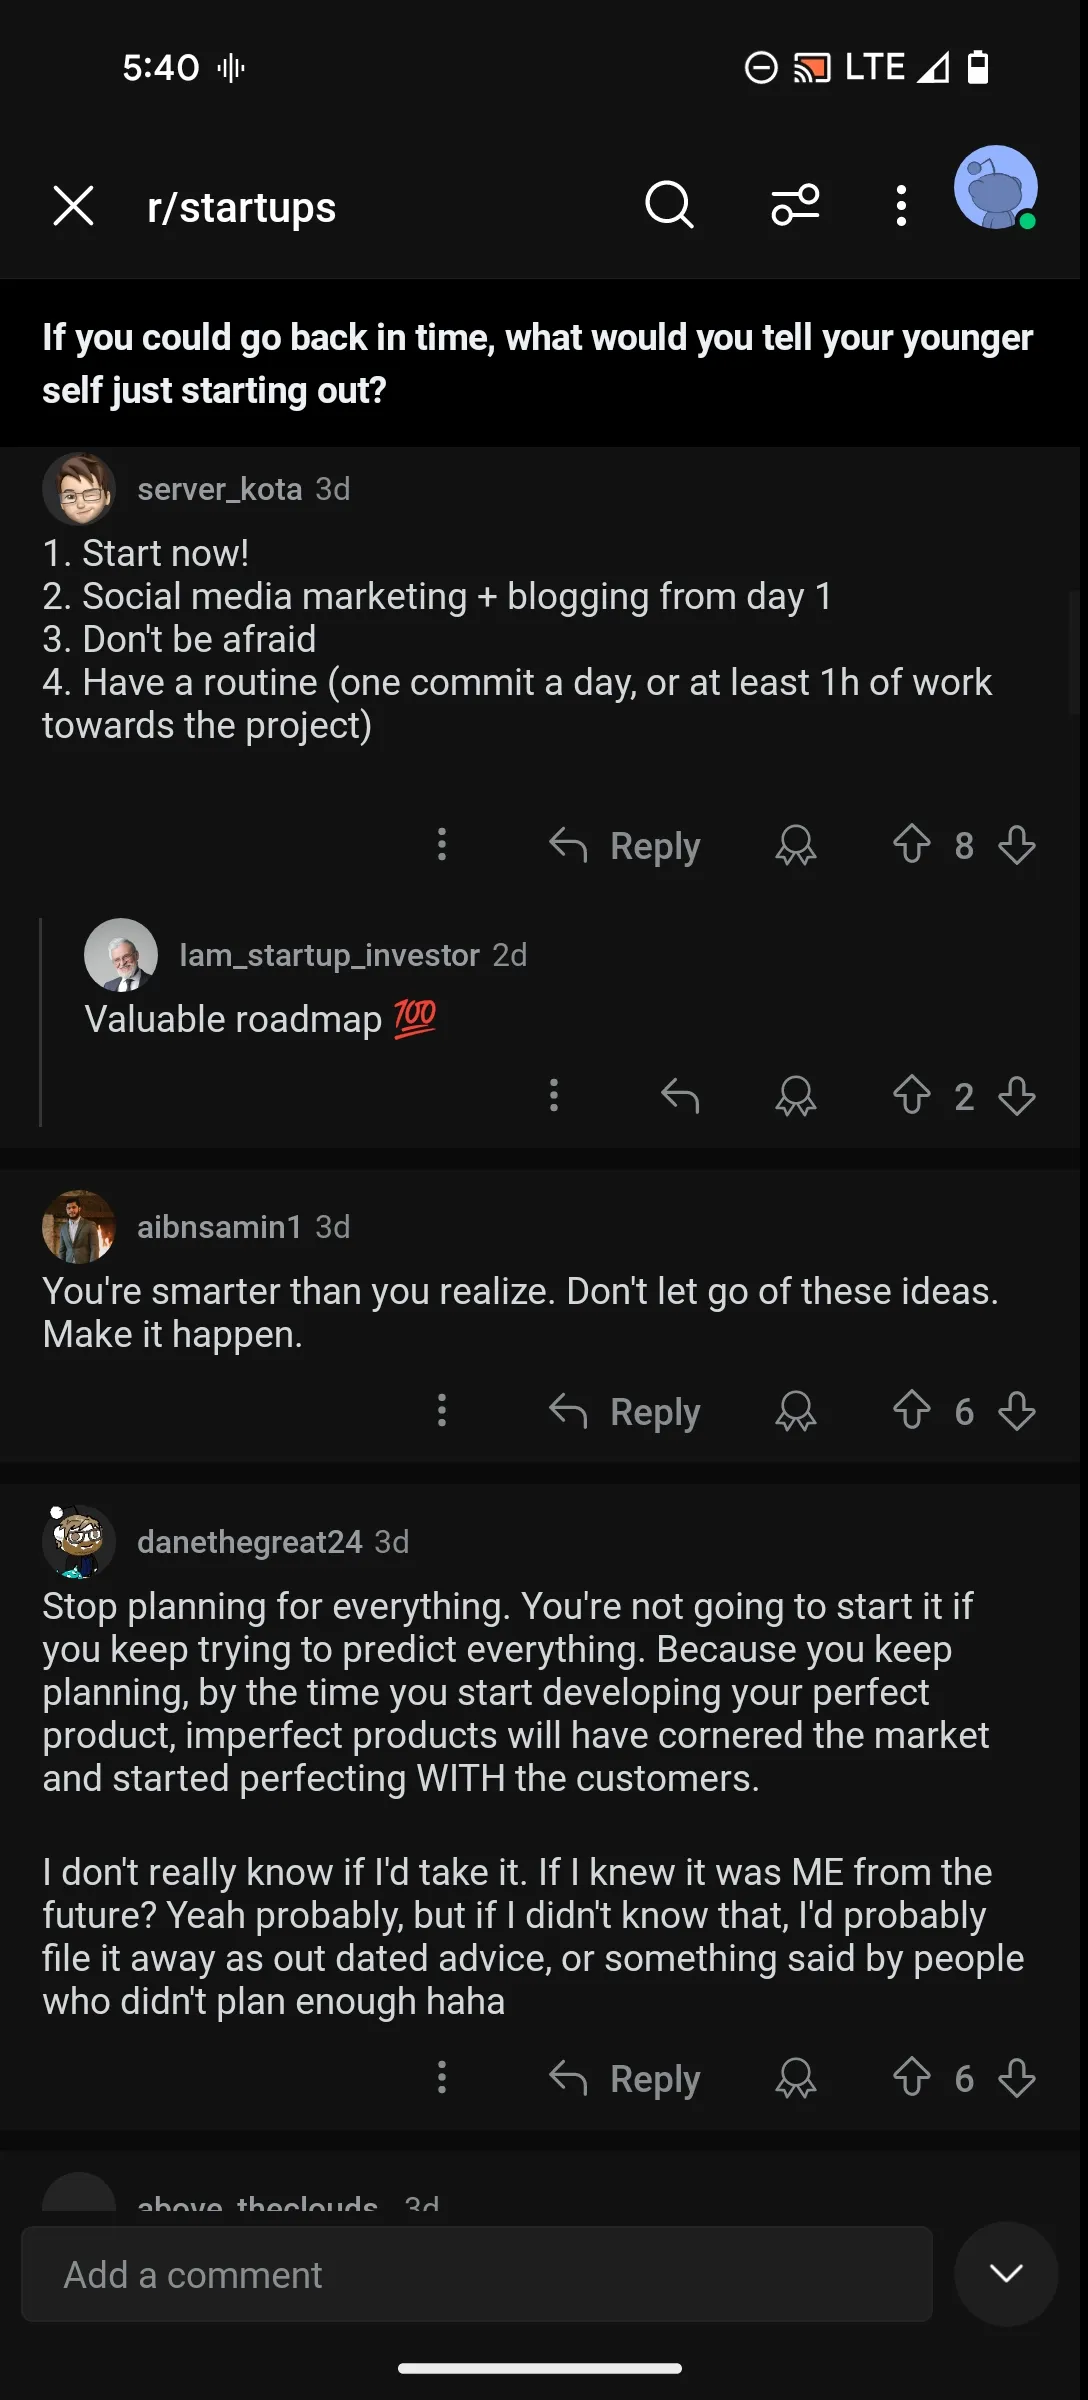 5:40
LTE
r/startups
If you could go back in time, what would you tell your younger
self just starting out?
server_kota 3d
1. Start now!
2. Social media marketing + blogging from day 1
3. Don't be afraid
4. Have a routine (one commit a day, or at least 1h of work
towards the project)
Reply
8
Iam_startup_investor 2d
Valuable roadmap 💯
2
aibnsamin1 3d
You're smarter than you realize. Don't let go of these ideas.
Make it happen.
Reply
6
danethegreat24 3d
Stop planning for everything. You're not going to start it if
you keep trying to predict everything. Because you keep
planning, by the time you start developing your perfect
product, imperfect products will have cornered the market
and started perfecting WITH the customers.
I don't really know if I'd take it. If I knew it was ME from the
future? Yeah probably, but if I didn't know that, I'd probably
file it away as out dated advice, or something said by people
who didn't plan enough haha
Reply
6
above_theclouds_ 3d
Add a comment